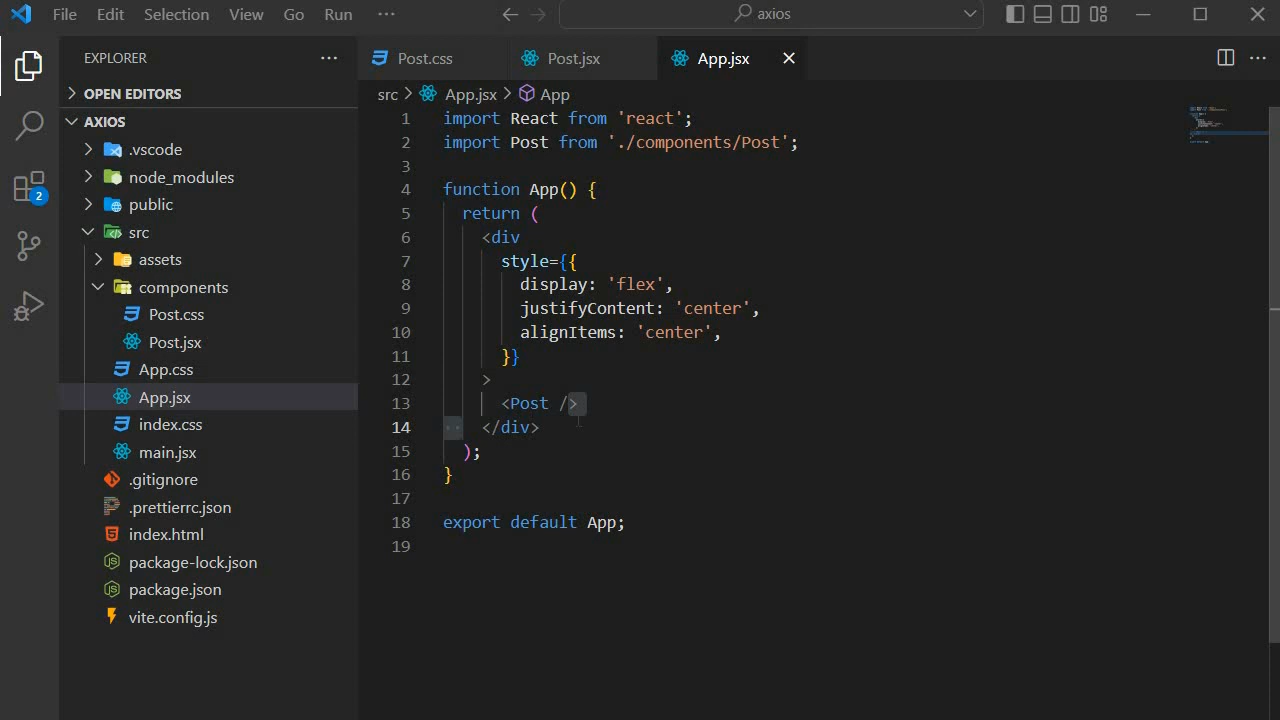 File Edit Selection View Go Run ··· axios
EXPLORER ···
OPEN EDITORS
AXIOS
.vscode
node_modules
public
src
assets
components
Post.css
Post.jsx
App.css
App.jsx
index.css
main.jsx
.gitignore
.prettierrc.json
index.html
package-lock.json
package.json
vite.config.js
2
Post.css Post.jsx App.jsx
src > App.jsx > App
1 import React from 'react';
2 import Post from './components/Post';
3
4 function App() {
5 return (
6 <div
7 style={{
8 display: 'flex',
9 justifyContent: 'center',
10 alignItems: 'center',
11 }}
12 >
13 <Post />
14 </div>
15 );
16 }
17
18 export default App;
19